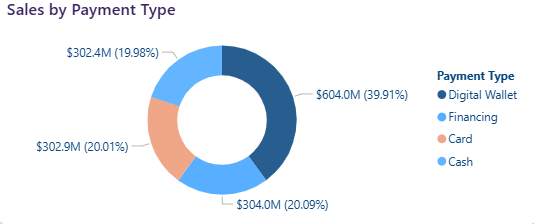 Sales by Payment Type
$302.4M (19.98%)
$604.0M (39.91%)
$302.9M (20.01%)
$304.0M (20.09%)
Payment Type
Digital Wallet
Financing
Card
Cash